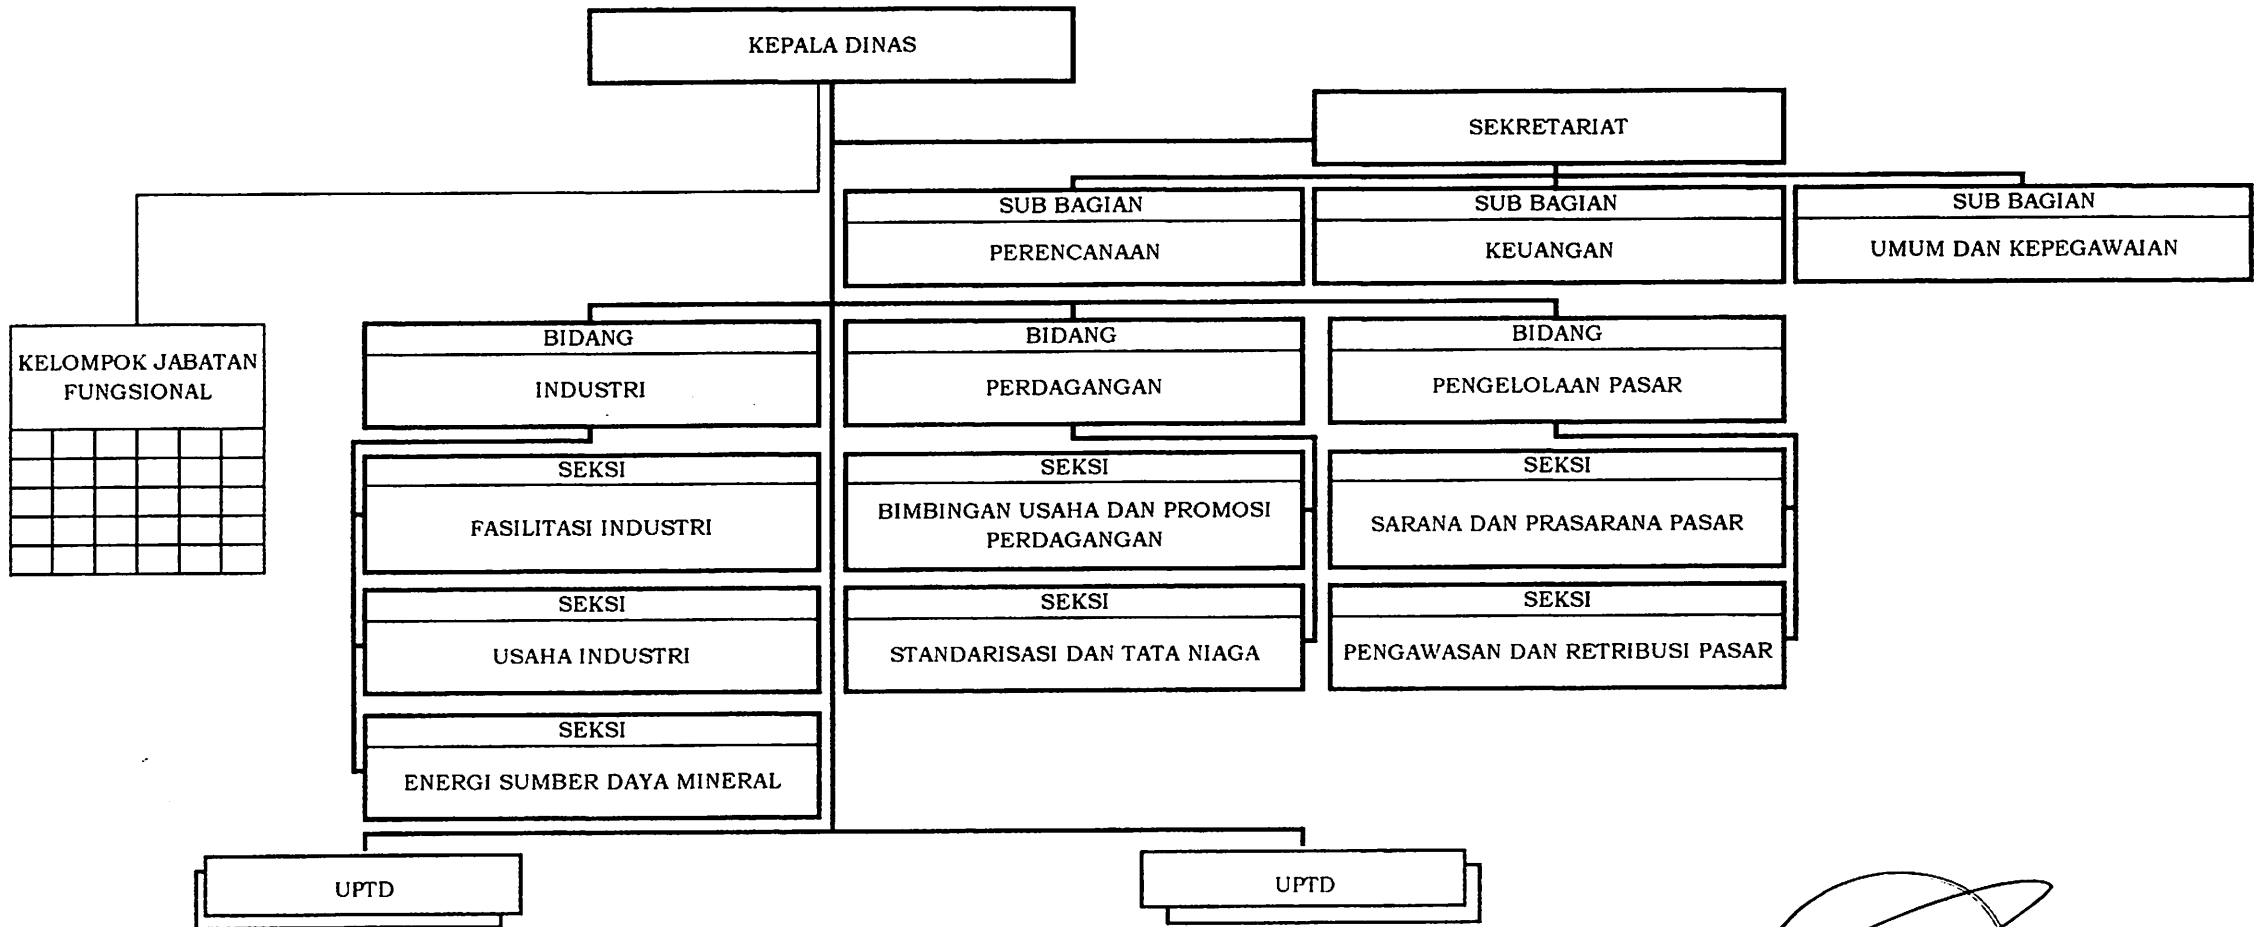 KEPALA DINAS
SEKRETARIAT
SUB BAGIAN
PERENCANAAN
SUB BAGIAN
KEUANGAN
SUB BAGIAN
UMUM DAN KEPEGAWAIAN
KELOMPOK JABATAN
FUNGSIONAL
BIDANG
INDUSTRI
BIDANG
PERDAGANGAN
BIDANG
PENGELOLAAN PASAR
SEKSI
FASILITASI INDUSTRI
SEKSI
BIMBINGAN USAHA DAN PROMOSI
PERDAGANGAN
SEKSI
SARANA DAN PRASARANA PASAR
SEKSI
USAHA INDUSTRI
SEKSI
STANDARISASI DAN TATA NIAGA
SEKSI
PENGAWASAN DAN RETRIBUSI PASAR
SEKSI
ENERGI SUMBER DAYA MINERAL
UPTD
UPTD